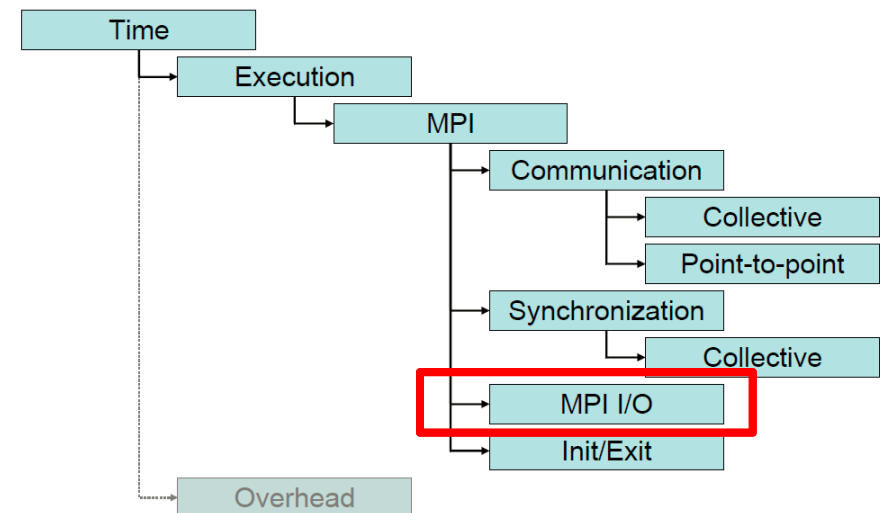 Time
Execution
MPI
Communication
Collective
Point-to-point
Synchronization
Collective
MPI I/O
Init/Exit
Overhead